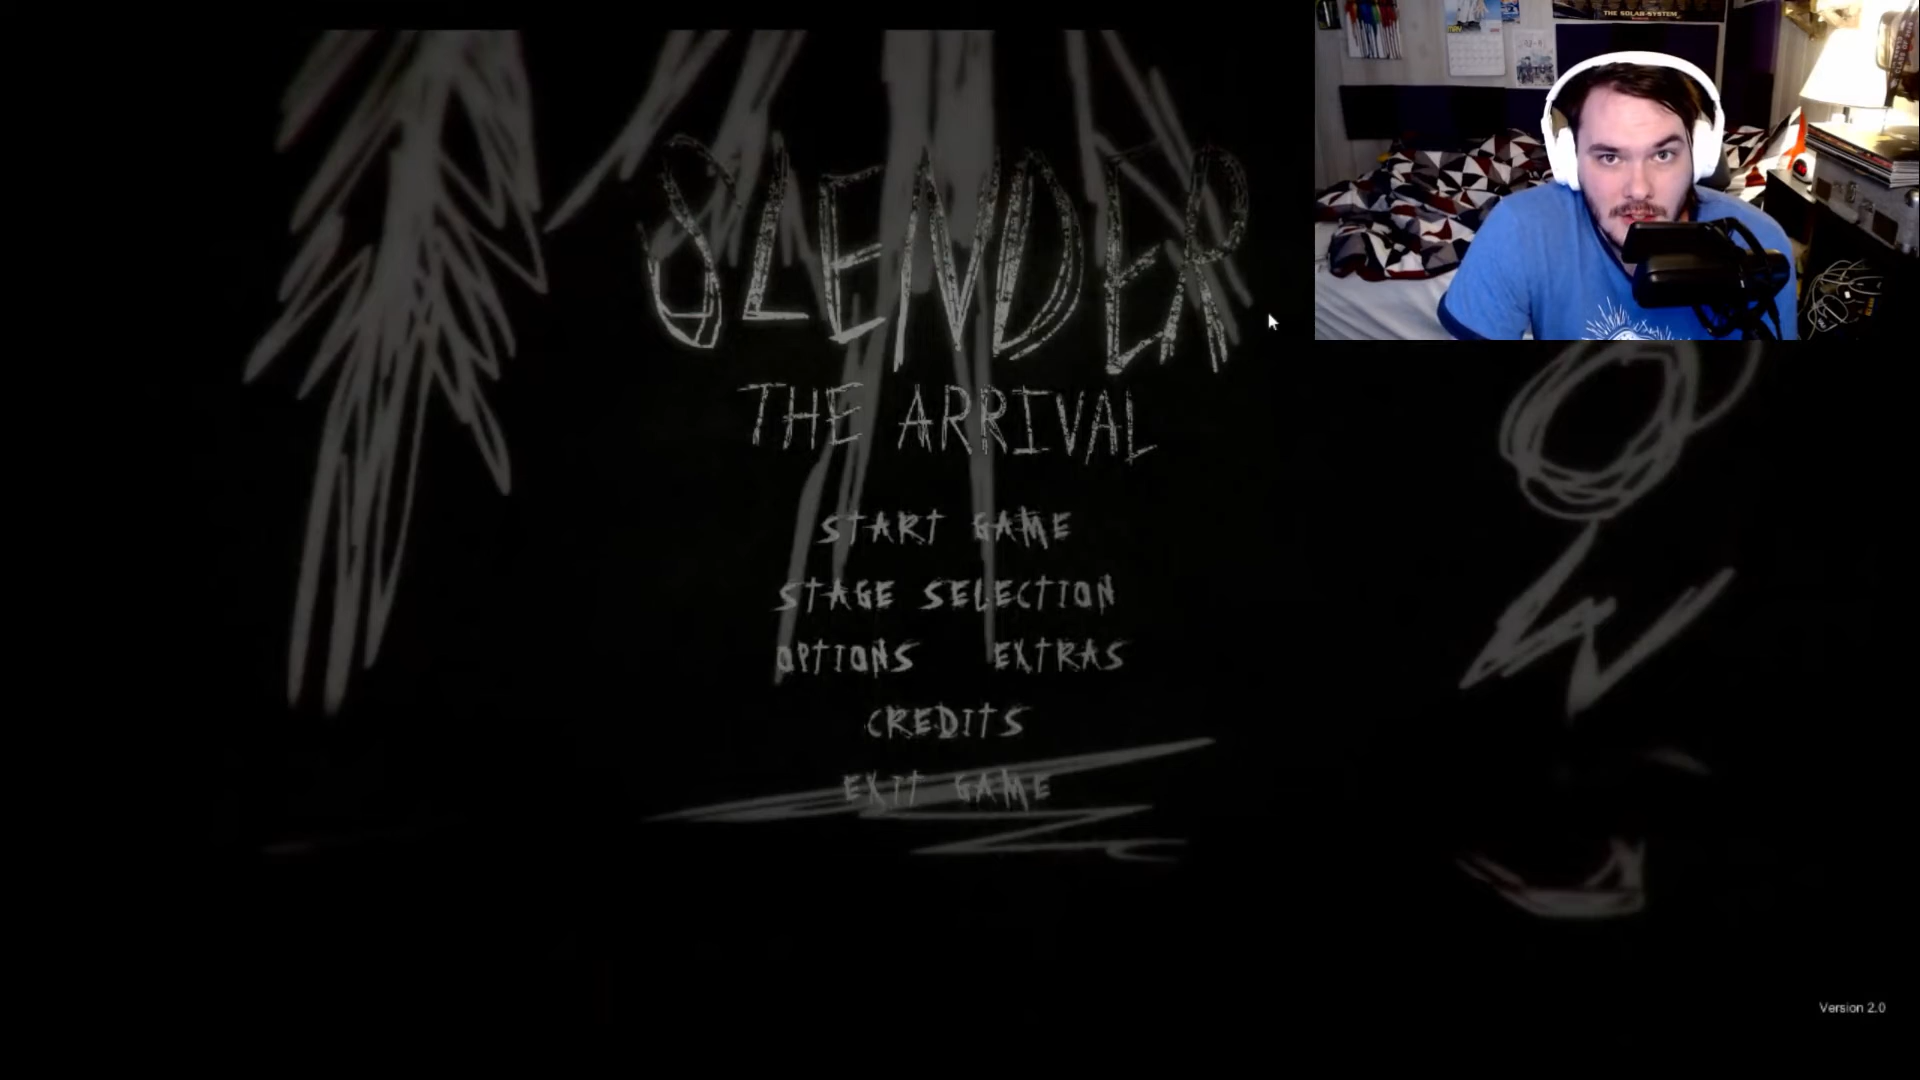 THE SOLAR SYSTEM
SLENDER
THE ARRIVAL
START GAME
STAGE SELECTION
OPTIONS EXTRAS
CREDITS
EXIT GAME
Version 2.0